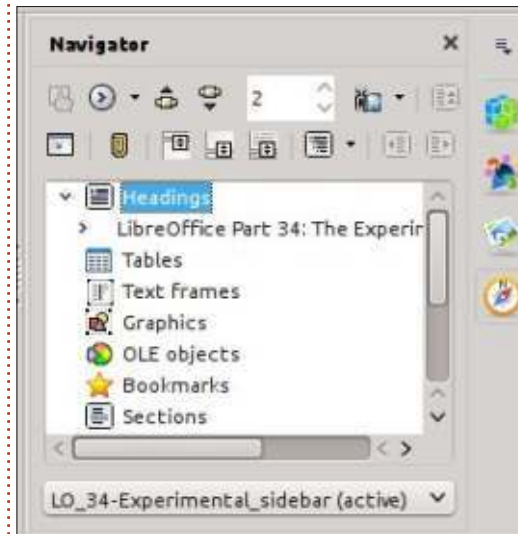 Navigator
2
Headings
LibreOffice Part 34: The Experir
Tables
Text frames
Graphics
OLE objects
Bookmarks
Sections
LO_34-Experimental_sidebar (active)